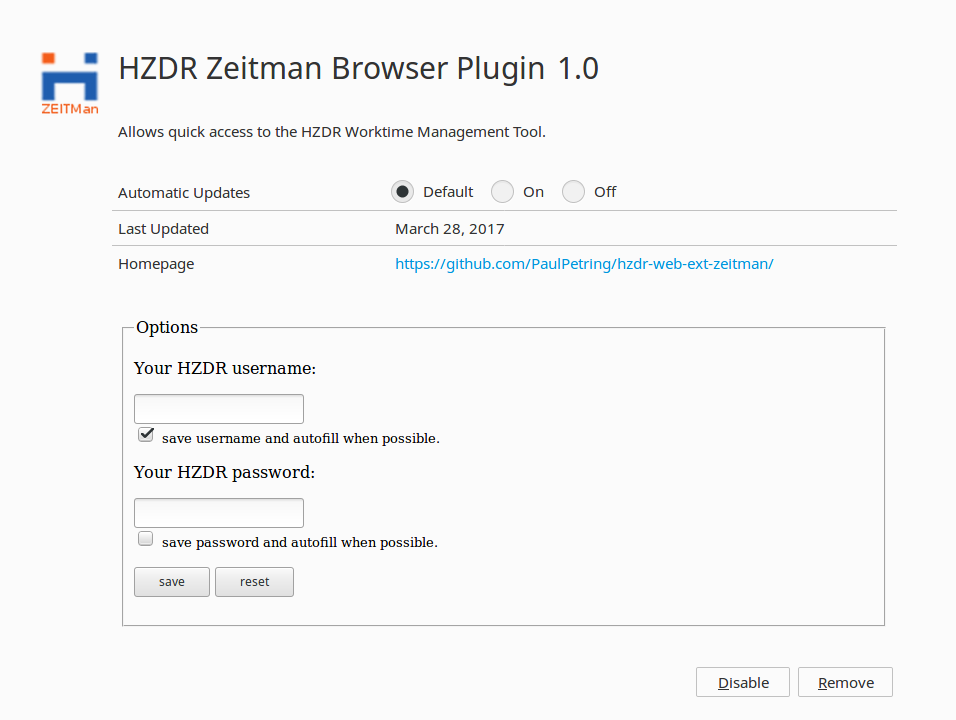 HZDR Zeitman Browser Plugin 1.0
ZEITMan
Allows quick access to the HZDR Worktime Management Tool.
Automatic Updates Default On Off
Last Updated March 28, 2017
Homepage https://github.com/PaulPetring/hzdr-web-ext-zeitman/
Options
Your HZDR username:
save username and autofill when possible.
Your HZDR password:
save password and autofill when possible.
save reset
Disable Remove